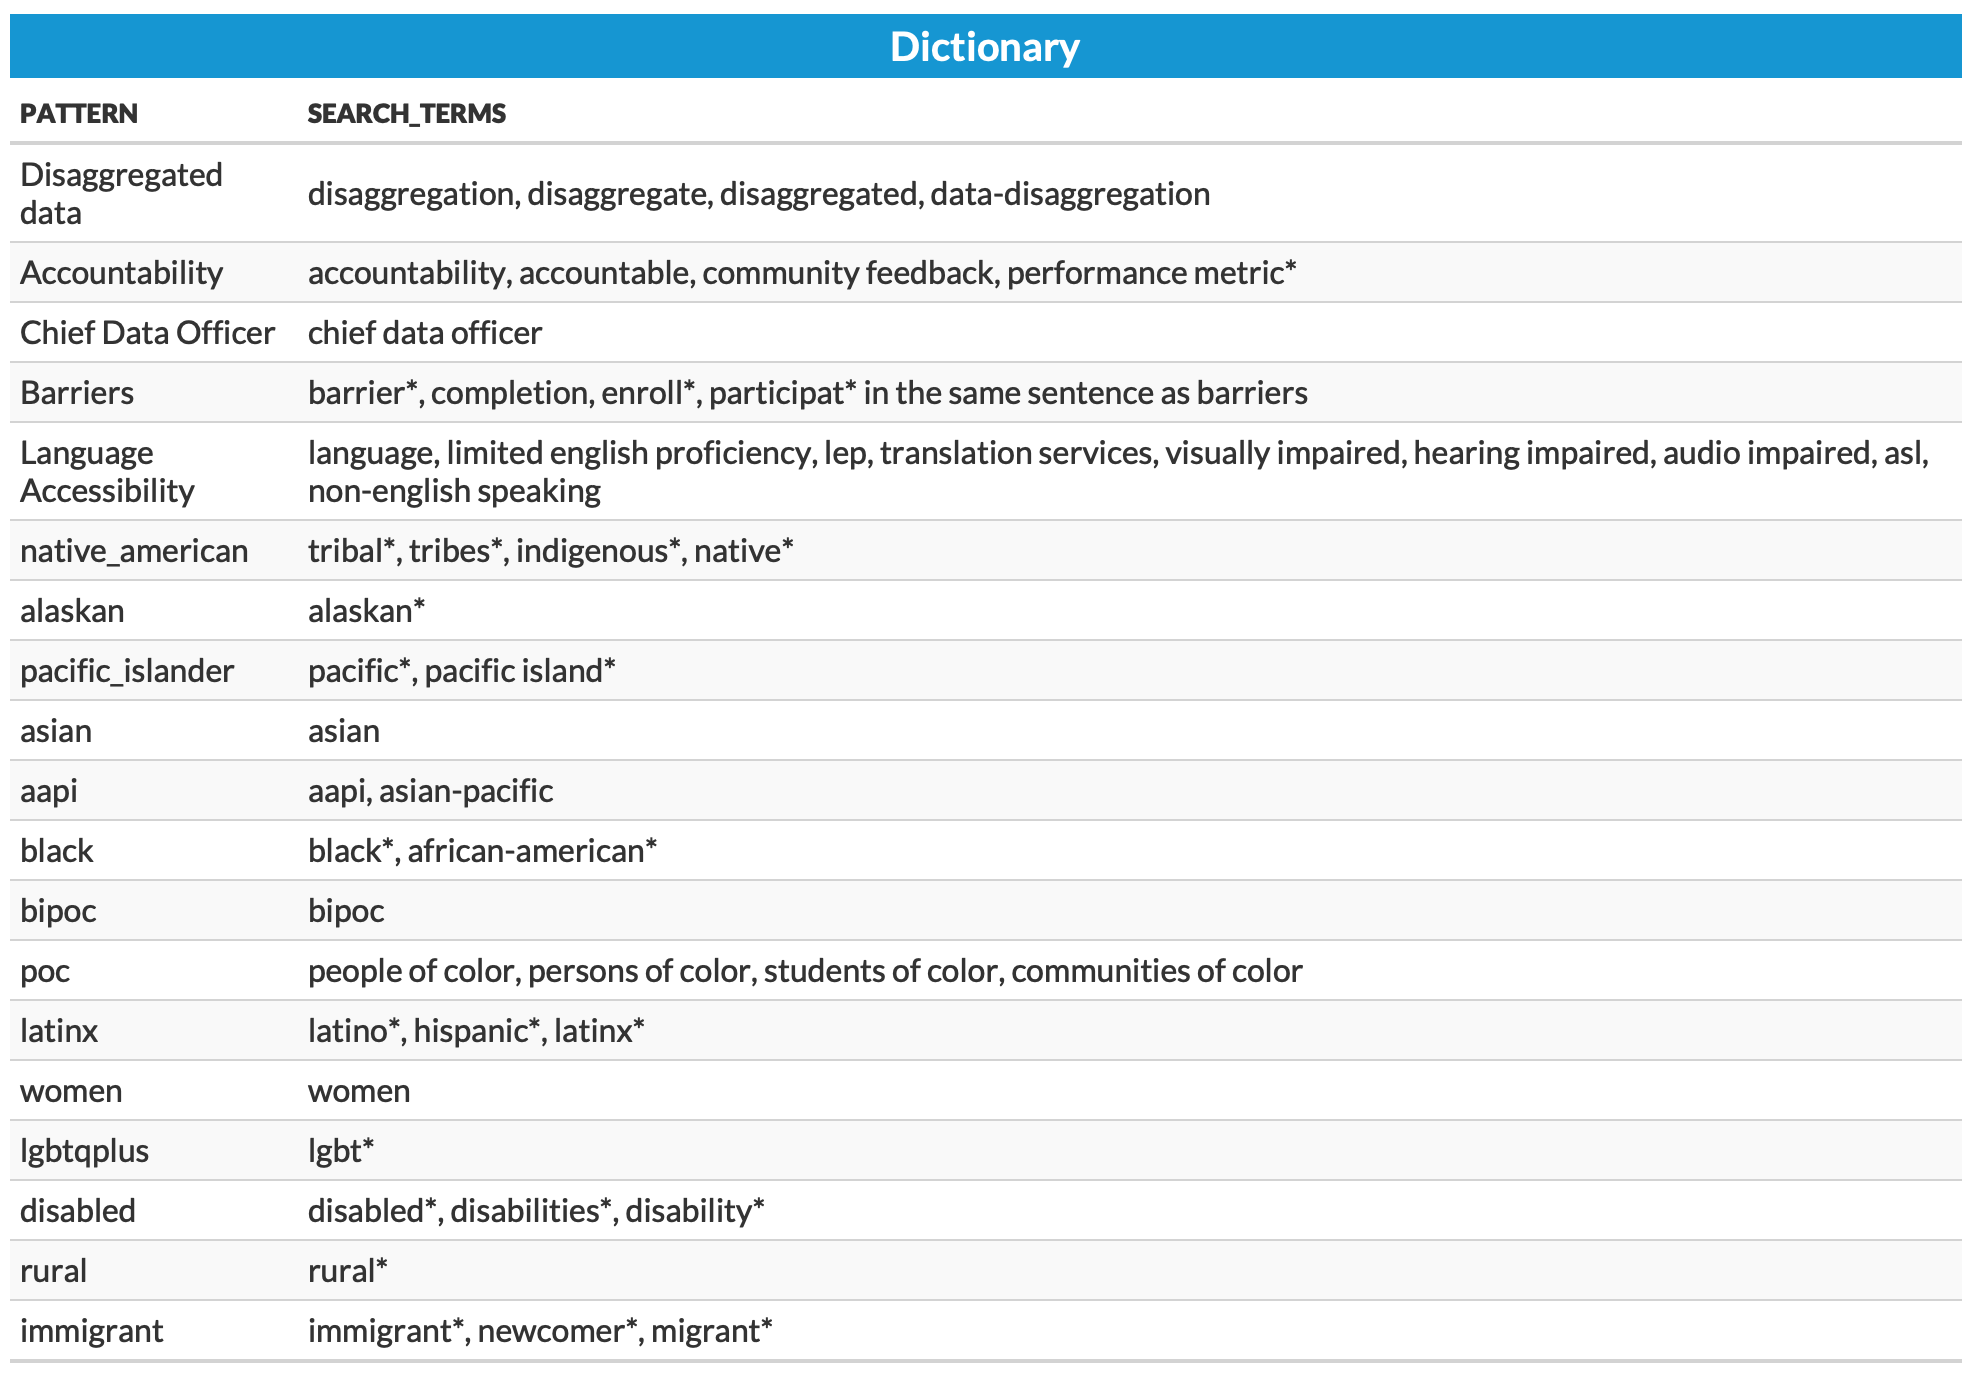 Dictionary
PATTERN SEARCH_TERMS
Disaggregated
data
disaggregation, disaggregate, disaggregated, data-disaggregation
Accountability accountability, accountable, community feedback, performance metric*
Chief Data Officer chief data officer
Barriers barrier*, completion, enroll*, participat* in the same sentence as barriers
Language
Accessibility
language, limited english proficiency, lep, translation services, visually impaired, hearing impaired, audio impaired, asl,
non-english speaking
native_american tribal*, tribes*, indigenous*, native*
alaskan alaskan*
pacific_islander pacific*, pacific island*
asian asian
aapi aapi, asian-pacific
black black*, african-american*
bipoc bipoc
poc people of color, persons of color, students of color, communities of color
latinx latino*, hispanic*, latinx*
women women
lgbtqplus lgbt*
disabled disabled*, disabilities*, disability*
rural rural*
immigrant immigrant*, newcomer*, migrant*